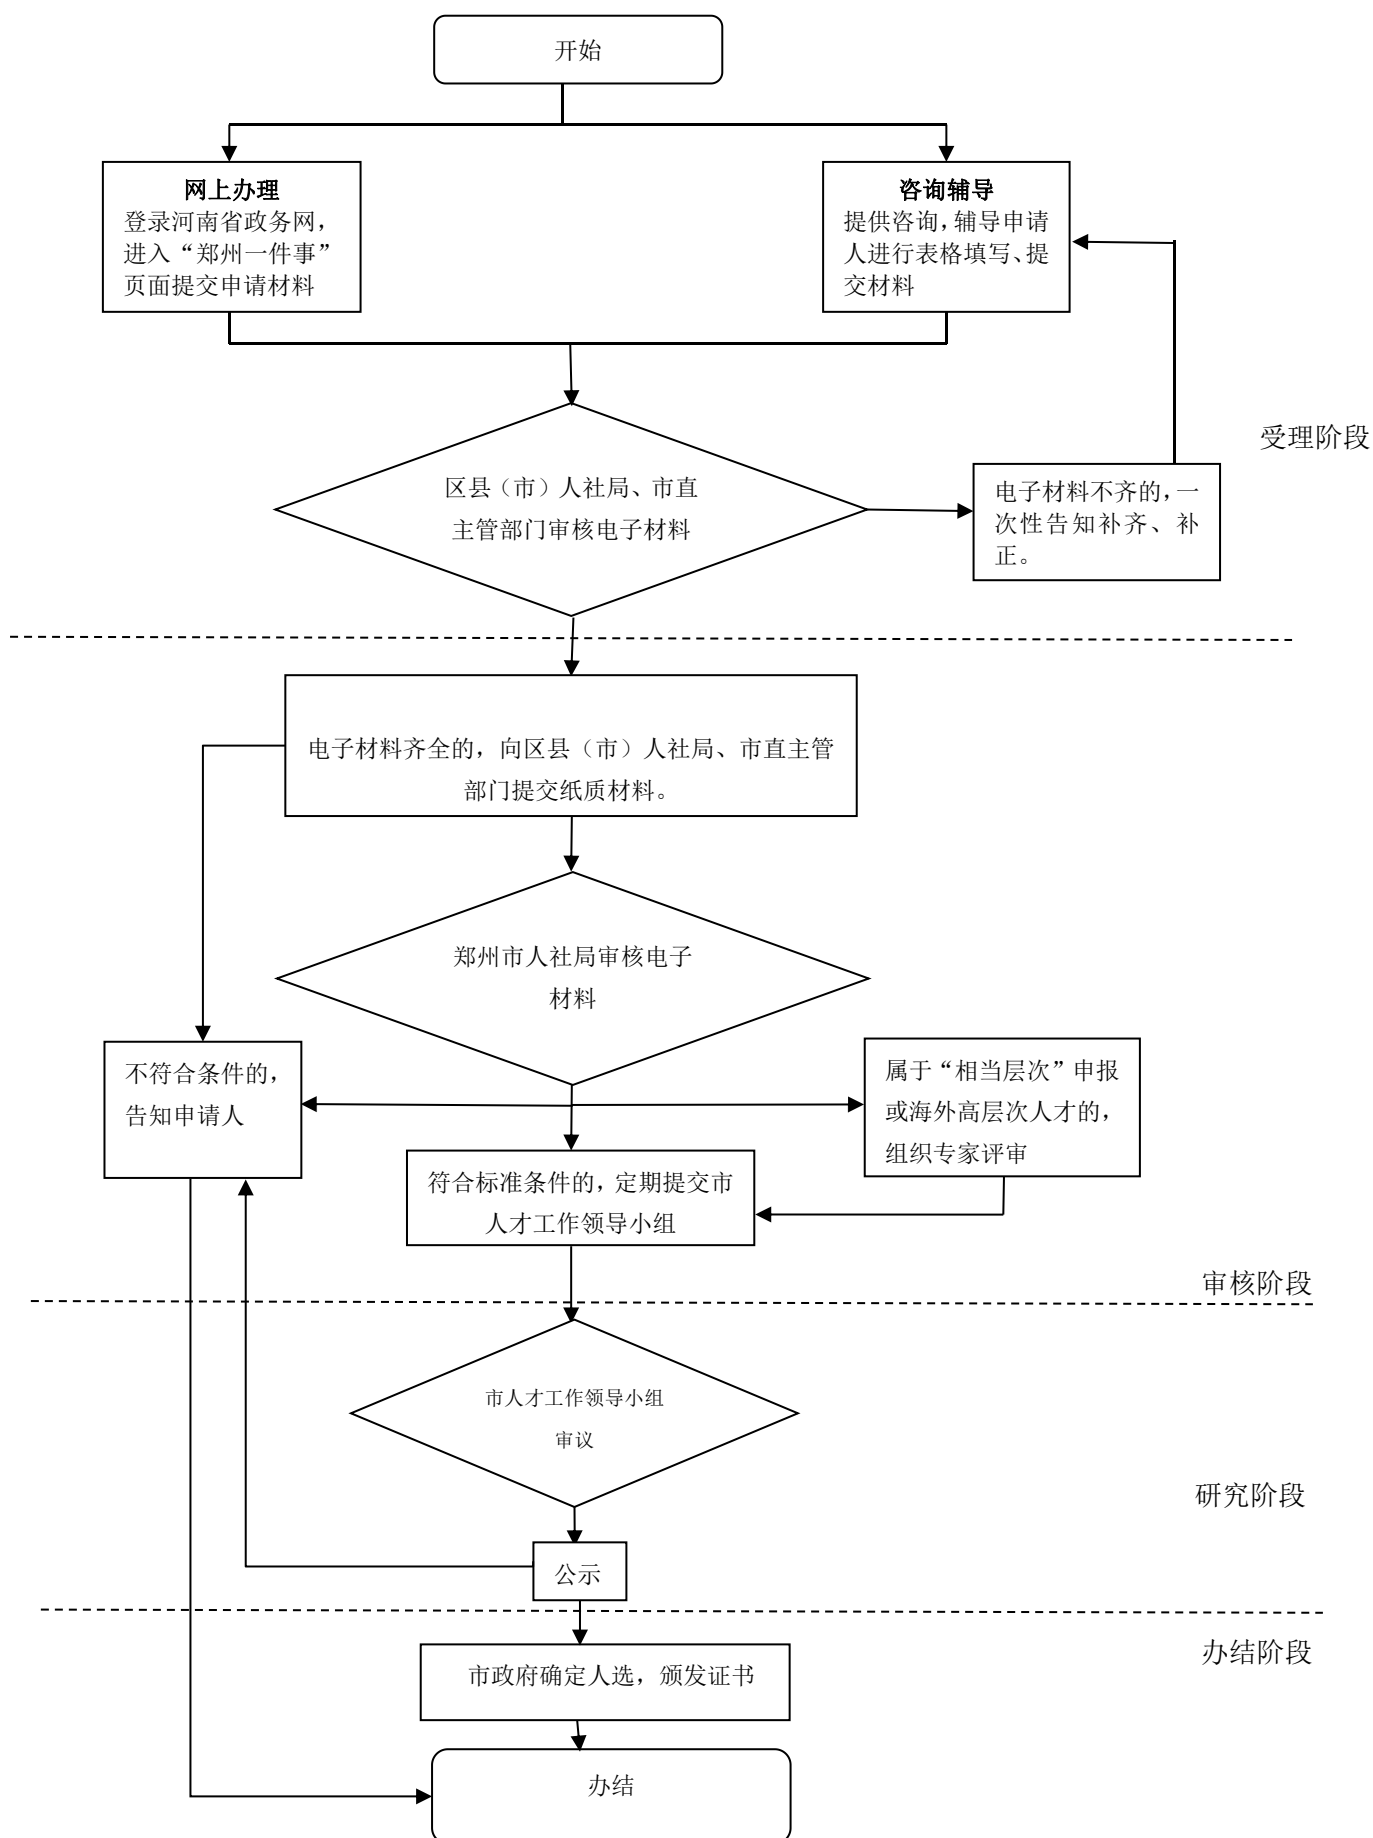 开始
网上办理
登录河南省政务网，
进入“郑州一件事”
页面提交申请材料
咨询辅导
提供咨询，辅导申请
人进行表格填写、提
交材料
受理阶段
区县（市）人社局、市直
主管部门审核电子材料
电子材料不齐的，一
次性告知补齐、补
正。
电子材料齐全的，向区县（市）人社局、市直主管
部门提交纸质材料。
郑州市人社局审核电子
材料
不符合条件的，
告知申请人
属于“相当层次”申报
或海外高层次人才的，
组织专家评审
符合标准条件的，定期提交市
人才工作领导小组
审核阶段
市人才工作领导小组
审议
研究阶段
公示
办结阶段
市政府确定人选，颁发证书
办结